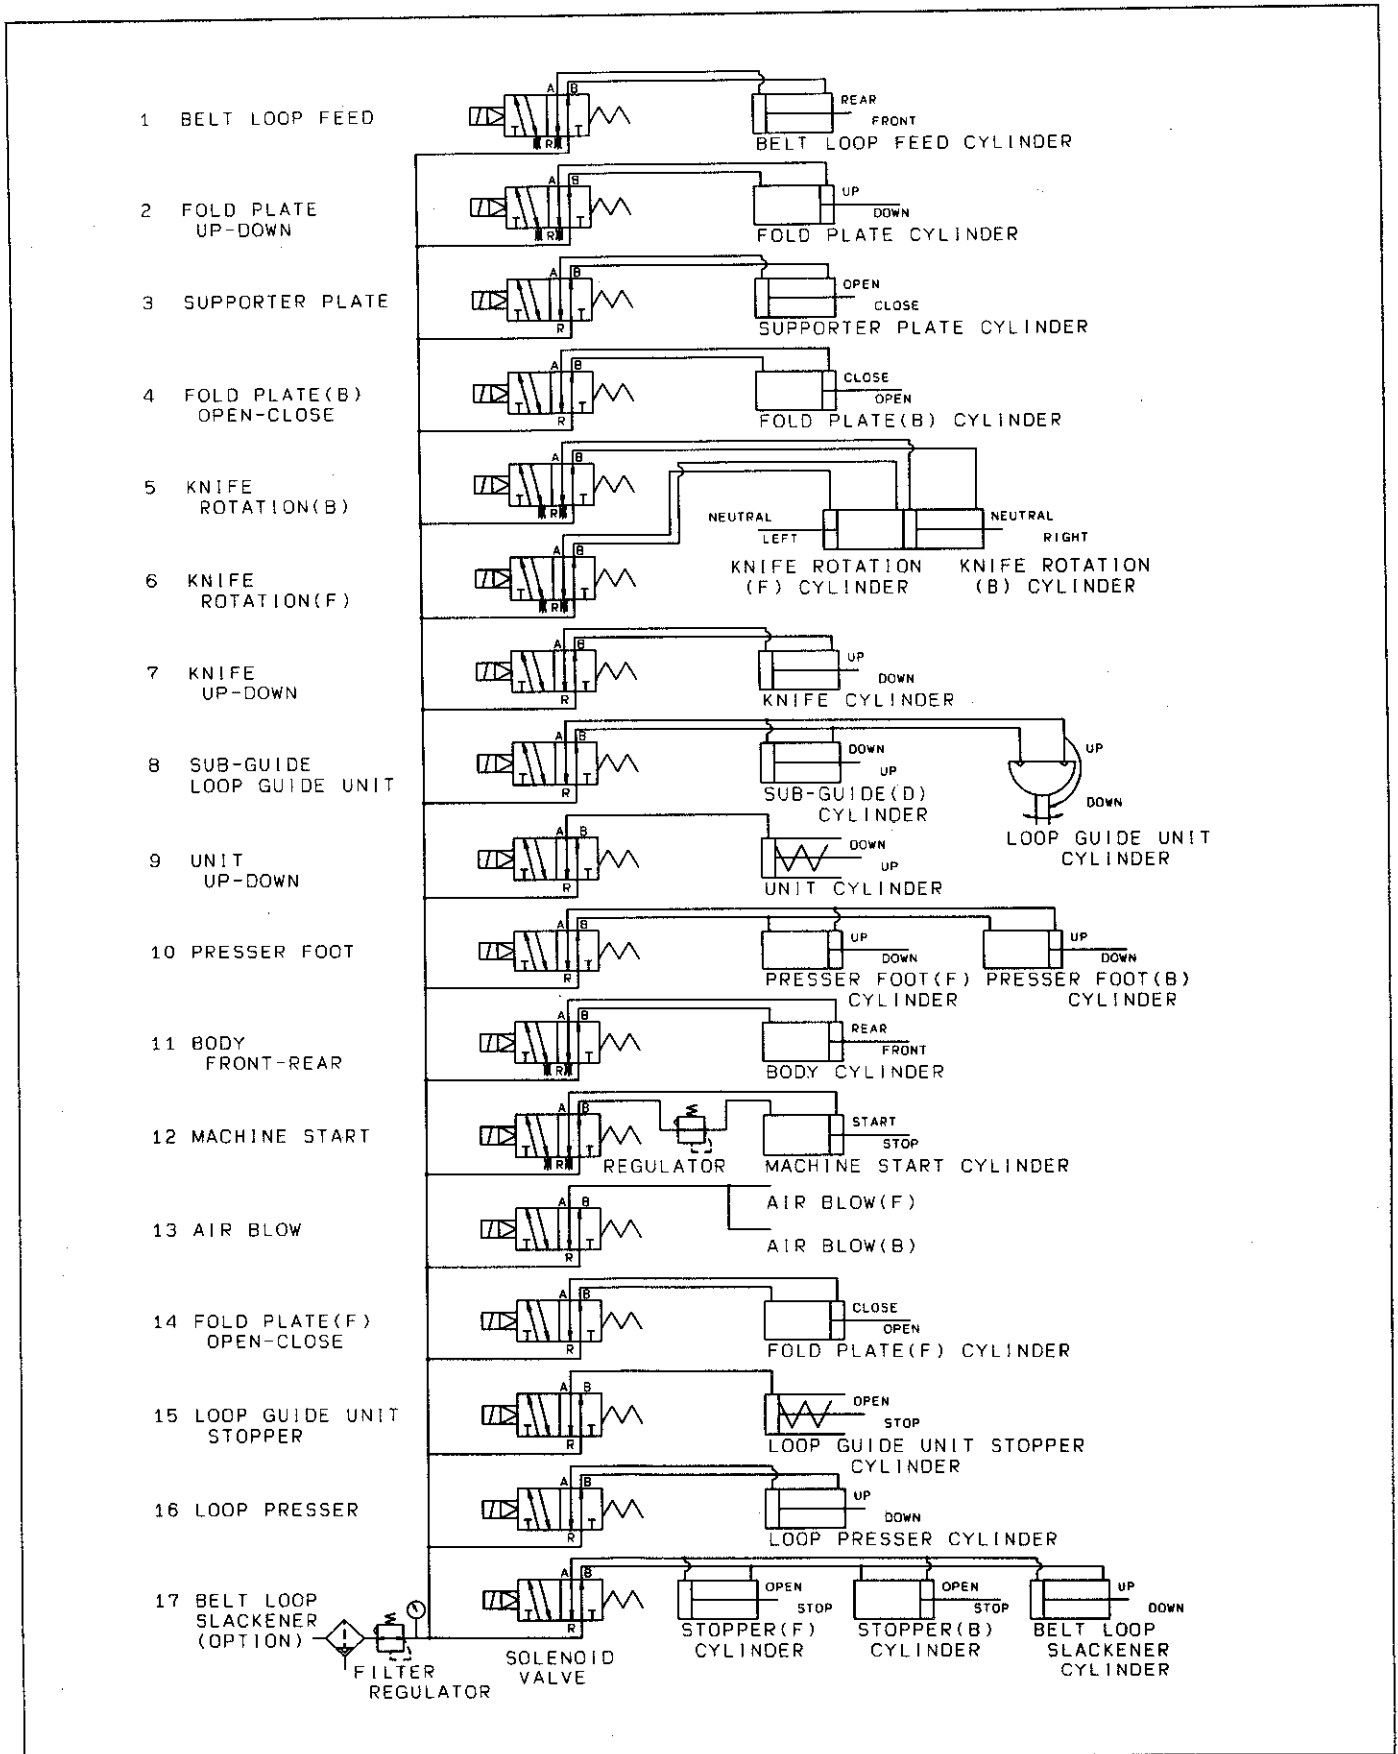 A B
1 BELT LOOP FEED
T T
R
REAR
FRONT
BELT LOOP FEED CYLINDER
A B
2 FOLD PLATE
UP-DOWN
T T
R
UP
DOWN
FOLD PLATE CYLINDER
A B
3 SUPPORTER PLATE
T T
R
OPEN
CLOSE
SUPPORTER PLATE CYLINDER
A B
4 FOLD PLATE(B)
OPEN-CLOSE
T T
R
CLOSE
OPEN
FOLD PLATE(B) CYLINDER
A B
5 KNIFE
ROTATION(B)
T T
R
NEUTRAL
LEFT
NEUTRAL
RIGHT
KNIFE ROTATION
(F) CYLINDER
KNIFE ROTATION
(B) CYLINDER
A B
6 KNIFE
ROTATION(F)
T T
R
A B
7 KNIFE
UP-DOWN
T T
R
UP
DOWN
KNIFE CYLINDER
A B
8 SUB-GUIDE
LOOP GUIDE UNIT
T T
R
DOWN
UP
SUB-GUIDE(D)
CYLINDER
UP
DOWN
LOOP GUIDE UNIT
CYLINDER
A B
9 UNIT
UP-DOWN
T T
R
DOWN
UP
UNIT CYLINDER
A B
10 PRESSER FOOT
T T
R
UP
DOWN
PRESSER FOOT(F)
CYLINDER
UP
DOWN
PRESSER FOOT(B)
CYLINDER
A B
11 BODY
FRONT-REAR
T T
R
REAR
FRONT
BODY CYLINDER
A B
12 MACHINE START
T T
R
REGULATOR
START
STOP
MACHINE START CYLINDER
A B
13 AIR BLOW
T T
R
AIR BLOW(F)
AIR BLOW(B)
A B
14 FOLD PLATE(F)
OPEN-CLOSE
T T
R
CLOSE
OPEN
FOLD PLATE(F) CYLINDER
A B
15 LOOP GUIDE UNIT
STOPPER
T T
R
OPEN
STOP
LOOP GUIDE UNIT STOPPER
CYLINDER
A B
16 LOOP PRESSER
T T
R
UP
DOWN
LOOP PRESSER CYLINDER
A B
17 BELT LOOP
SLACKENER
(OPTION)
T T
R
FILTER
REGULATOR
SOLENOID
VALVE
OPEN
STOP
STOPPER(F)
CYLINDER
OPEN
STOP
STOPPER(B)
CYLINDER
UP
DOWN
BELT LOOP
SLACKENER
CYLINDER